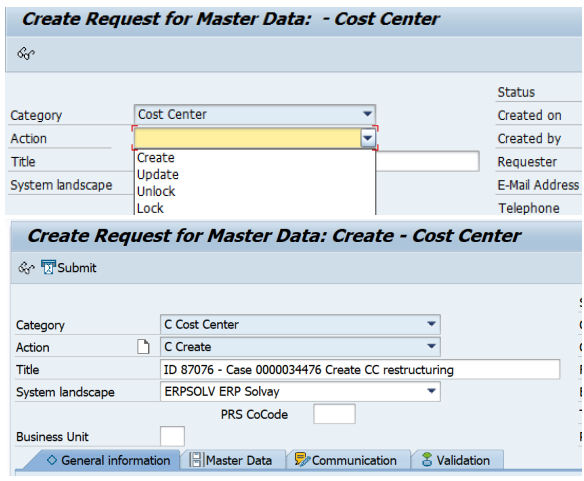 Create Request for Master Data:  - Cost Center
Status
Category Cost Center Created on
Action Created by
Title Create Requester
Update
System landscape Unlock E-Mail Address
Lock Telephone
Create Request for Master Data: Create - Cost Center
Submit
Category C Cost Center
Action C Create
Title ID 87076 - Case 0000034476 Create CC restructuring
System landscape ERPSOLV ERP Solvay
PRS CoCode
Business Unit
General information Master Data Communication Validation